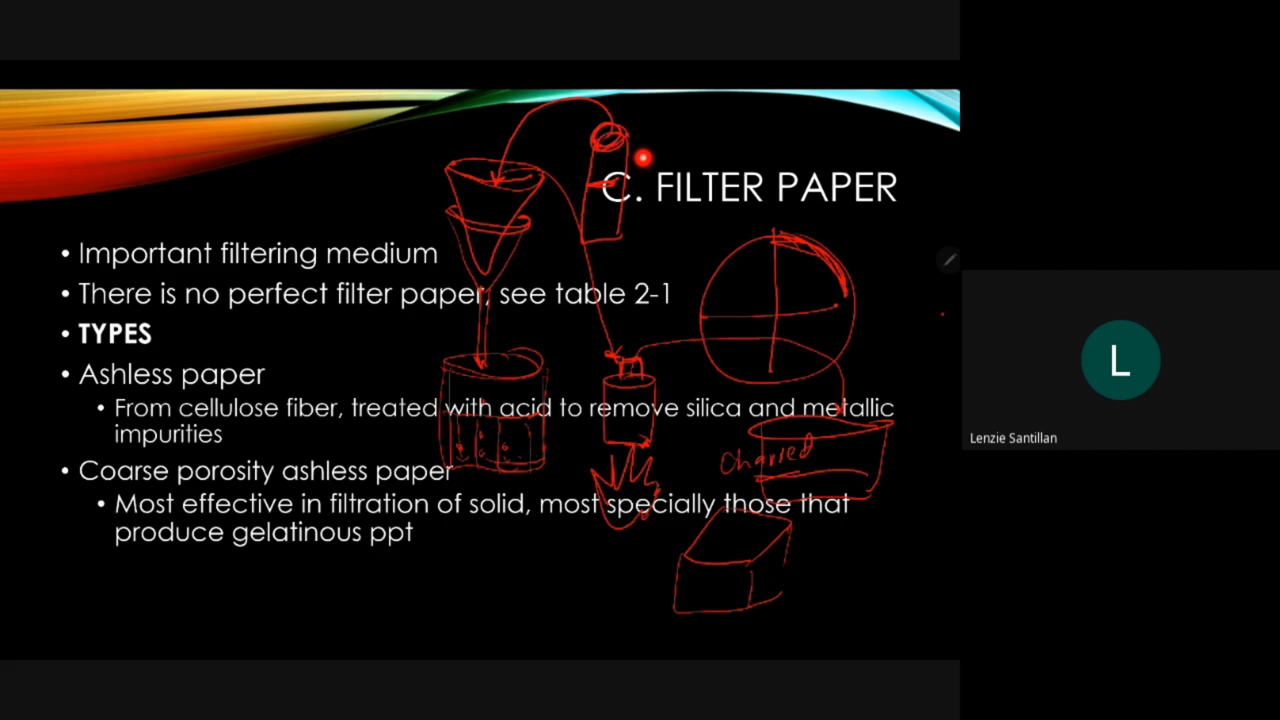 C. FILTER PAPER
• Important filtering medium
• There is no perfect filter paper, see table 2-1
• TYPES
• Ashless paper
• From cellulose fiber, treated with acid to remove silica and metallic
impurities
• Coarse porosity ashless paper
• Most effective in filtration of solid, most specially those that
produce gelatinous ppt
Charred
L
Lenzie Santillan